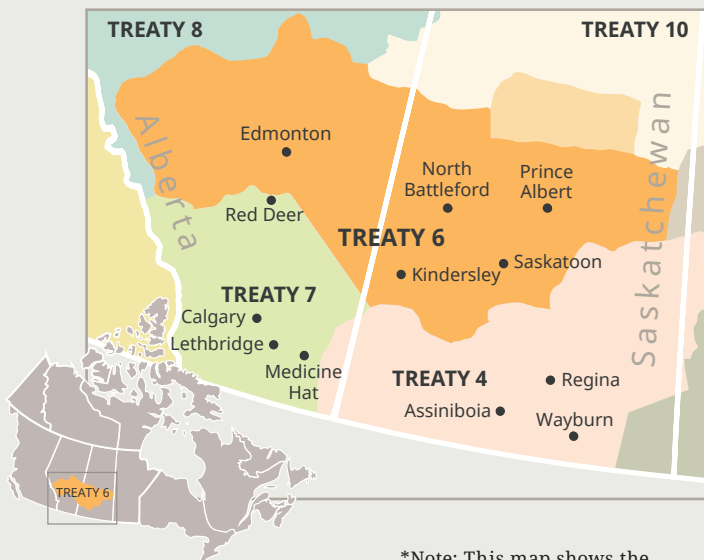 TREATY 8
TREATY 10
Alberta
Saskatchewan
Edmonton
North
Battleford
Prince
Albert
Red Deer
TREATY 6
Saskatoon
Kindersley
TREATY 7
Calgary
Lethbridge
Medicine
Hat
TREATY 4
Regina
Assiniboia
Wayburn
TREATY 6
*Note: This map shows the